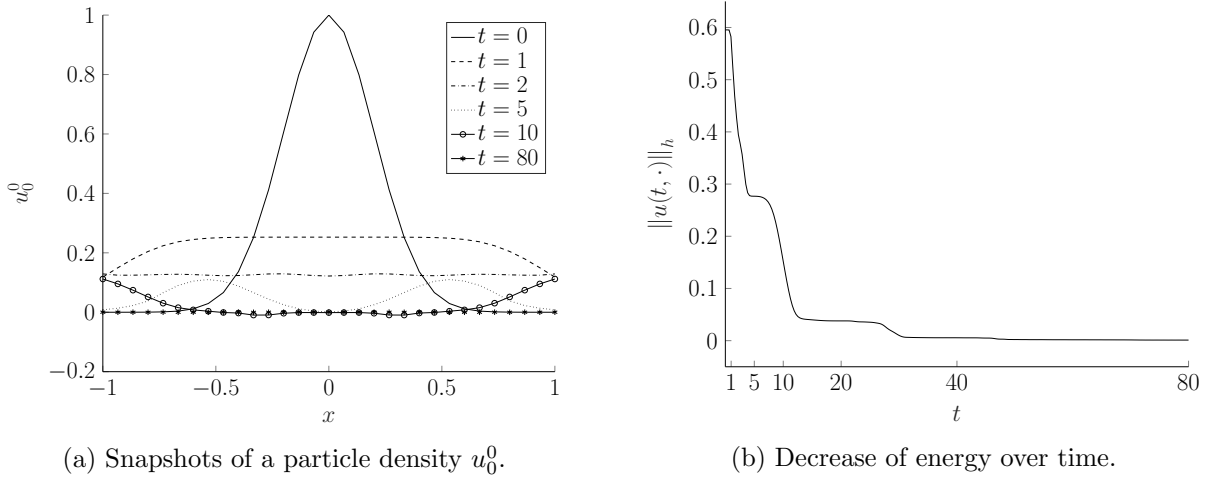 1
0.8
0.6
0.4
0.2
0
−0.2
u_0^0
−1
−0.5
0
0.5
1
x
t = 0
t = 1
t = 2
t = 5
t = 10
t = 80
(a) Snapshots of a particle density u_0^0.
0.6
0.5
0.4
0.3
0.2
0.1
0
‖u(t, ·)‖_h
1 5 10 20 40 80
t
(b) Decrease of energy over time.